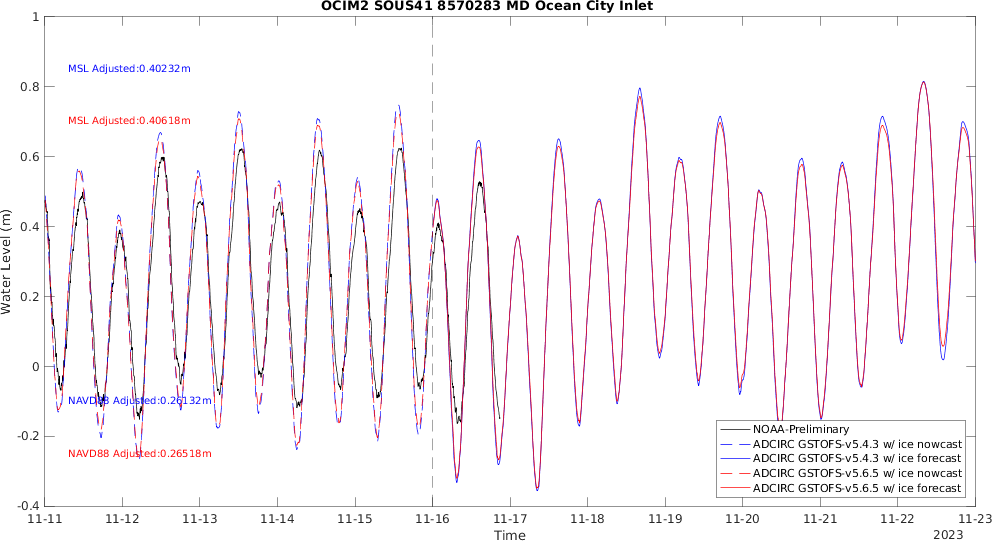 OCIM2 SOUS41 8570283 MD Ocean City Inlet
1
0.8
0.6
0.4
0.2
0
-0.2
-0.4
Water Level (m)
MSL Adjusted:0.40232m
MSL Adjusted:0.40618m
NAVD88 Adjusted:0.26132m
NAVD88 Adjusted:0.26518m
NOAA-Preliminary
ADCIRC GSTOFS-v5.4.3 w/ ice nowcast
ADCIRC GSTOFS-v5.4.3 w/ ice forecast
ADCIRC GSTOFS-v5.6.5 w/ ice nowcast
ADCIRC GSTOFS-v5.6.5 w/ ice forecast
11-11 11-12 11-13 11-14 11-15 11-16 11-17 11-18 11-19 11-20 11-21 11-22 11-23
Time
2023